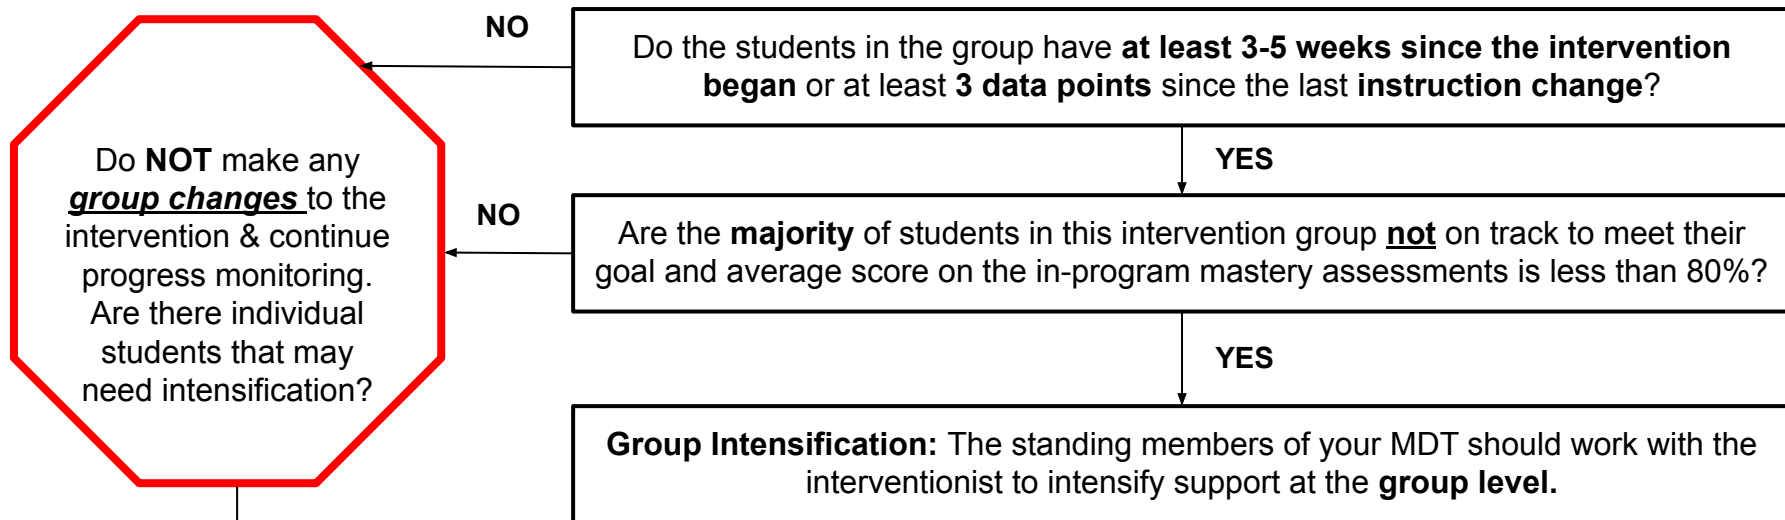 NO
Do the students in the group have at least 3-5 weeks since the intervention
began or at least 3 data points since the last instruction change?
YES
Do NOT make any
group changes to the
intervention & continue
progress monitoring.
Are there individual
students that may
need intensification?
NO
Are the majority of students in this intervention group not on track to meet their
goal and average score on the in-program mastery assessments is less than 80%?
YES
Group Intensification: The standing members of your MDT should work with the
interventionist to intensify support at the group level.